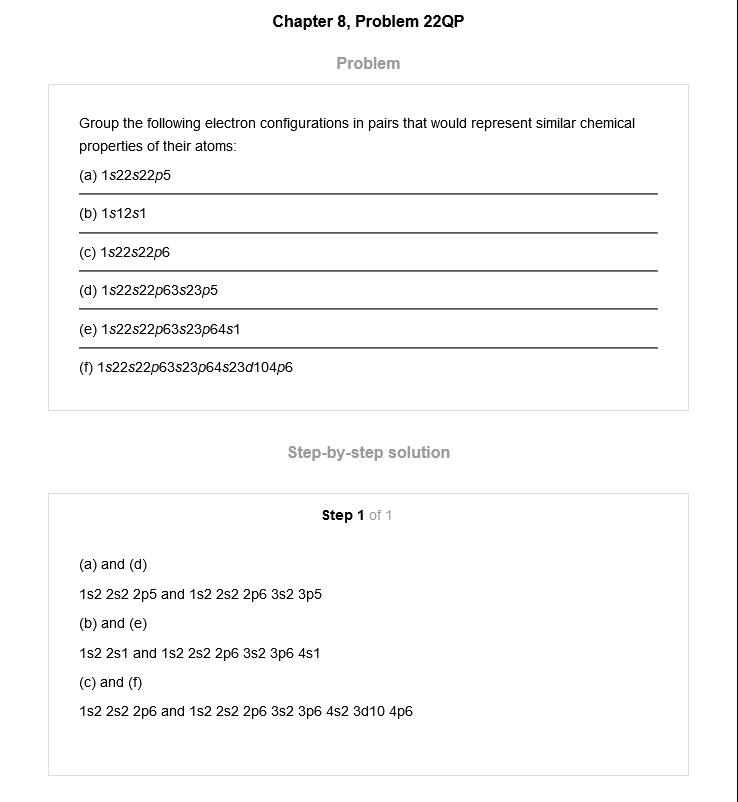 Chapter 8, Problem 22QP
Problem
Group the following electron configurations in pairs that would represent similar chemical
properties of their atoms:
(a) 1s22s22p5
(b) 1s12s1
(c) 1s22s22p6
(d) 1s22s22p63s23p5
(e) 1s22s22p63s23p64s1
(f) 1s22s22p63s23p64s23d104p6
Step-by-step solution
Step 1 of 1
(a) and (d)
1s2 2s2 2p5 and 1s2 2s2 2p6 3s2 3p5
(b) and (e)
1s2 2s1 and 1s2 2s2 2p6 3s2 3p6 4s1
(c) and (f)
1s2 2s2 2p6 and 1s2 2s2 2p6 3s2 3p6 4s2 3d10 4p6